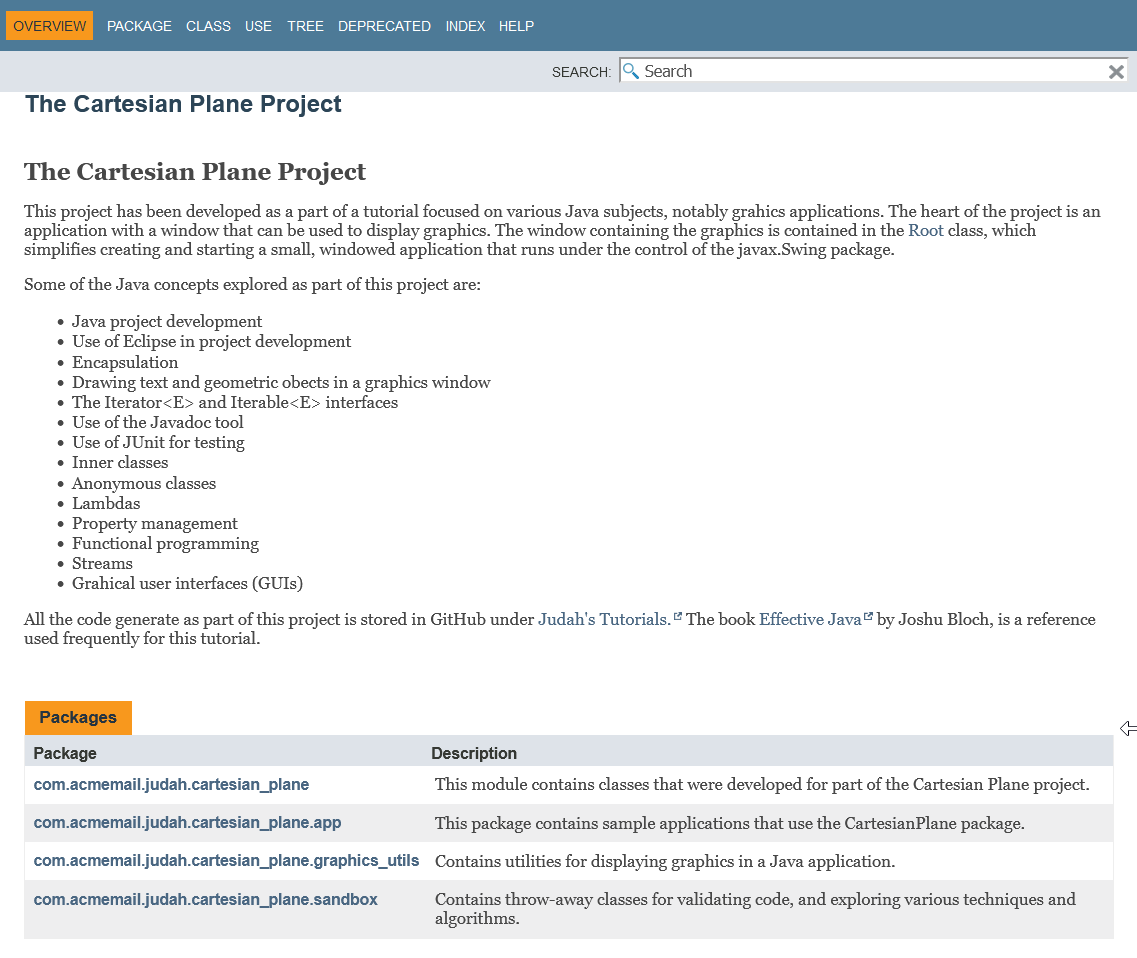 OVERVIEW PACKAGE CLASS USE TREE DEPRECATED INDEX HELP
SEARCH: Search
The Cartesian Plane Project
The Cartesian Plane Project
This project has been developed as a part of a tutorial focused on various Java subjects, notably grahics applications. The heart of the project is an
application with a window that can be used to display graphics. The window containing the graphics is contained in the Root class, which
simplifies creating and starting a small, windowed application that runs under the control of the javax.Swing package.
Some of the Java concepts explored as part of this project are:
• Java project development
• Use of Eclipse in project development
• Encapsulation
• Drawing text and geometric obects in a graphics window
• The Iterator<E> and Iterable<E> interfaces
• Use of the Javadoc tool
• Use of JUnit for testing
• Inner classes
• Anonymous classes
• Lambdas
• Property management
• Functional programming
• Streams
• Grahical user interfaces (GUIs)
All the code generate as part of this project is stored in GitHub under Judah's Tutorials. The book Effective Java by Joshu Bloch, is a reference
used frequently for this tutorial.
Packages
Package Description
com.acmemail.judah.cartesian_plane This module contains classes that were developed for part of the Cartesian Plane project.
com.acmemail.judah.cartesian_plane.app This package contains sample applications that use the CartesianPlane package.
com.acmemail.judah.cartesian_plane.graphics_utils Contains utilities for displaying graphics in a Java application.
com.acmemail.judah.cartesian_plane.sandbox Contains throw-away classes for validating code, and exploring various techniques and
algorithms.